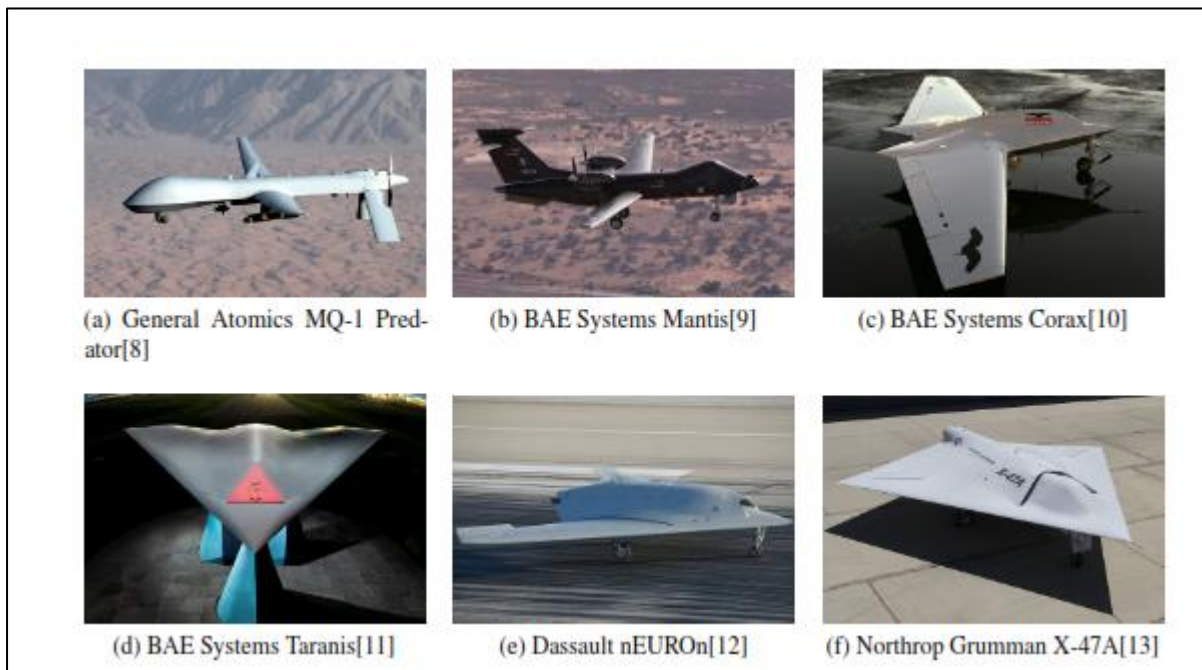 (a) General Atomics MQ-1 Pred-
ator[8]
(b) BAE Systems Mantis[9]
(c) BAE Systems Corax[10]
X-47A
(d) BAE Systems Taranis[11]
(e) Dassault nEUROn[12]
(f) Northrop Grumman X-47A[13]